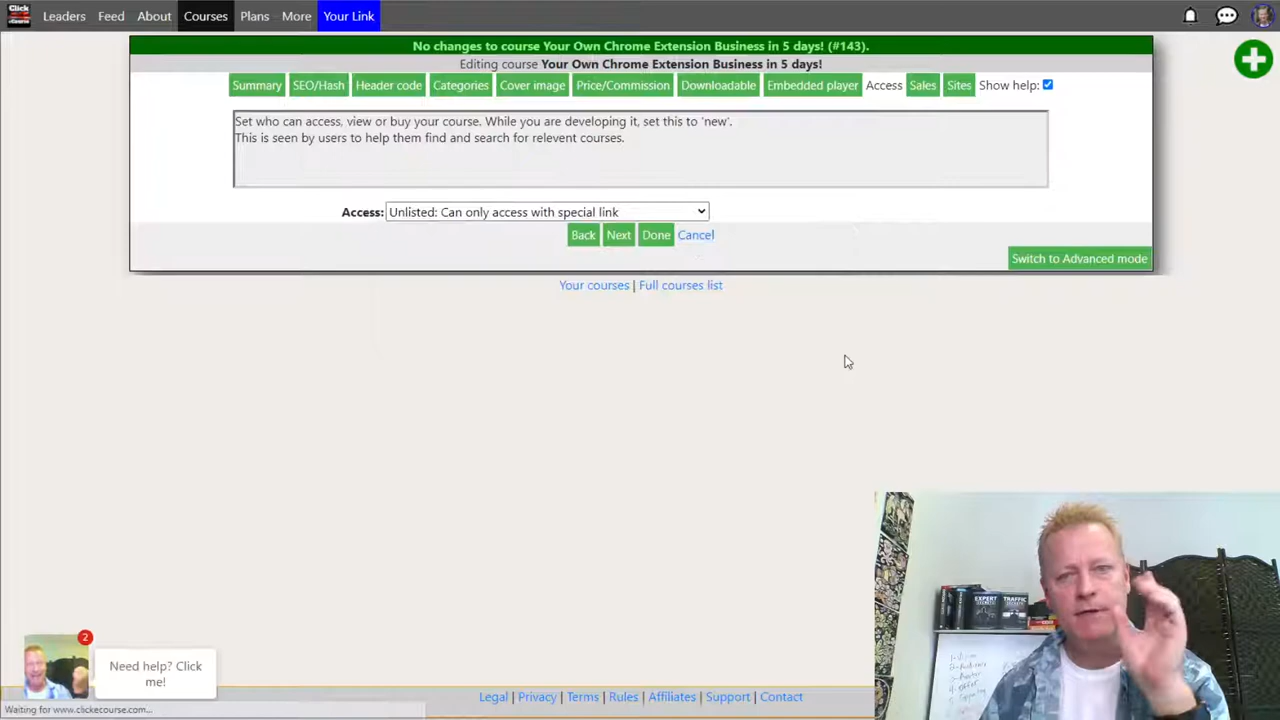 Click
eCourse
Leaders Feed About Courses Plans More Your Link
No changes to course Your Own Chrome Extension Business in 5 days! (#143).
Editing course Your Own Chrome Extension Business in 5 days!
Summary SEO/Hash Header code Categories Cover image Price/Commission Downloadable Embedded player Access Sales Sites Show help:
Set who can access, view or buy your course. While you are developing it, set this to 'new'.
This is seen by users to help them find and search for relevent courses.
Access: Unlisted: Can only access with special link
Back Next Done Cancel
Switch to Advanced mode
Your courses | Full courses list
EXPERT
TRAFFIC
2
Need help? Click
me!
Legal | Privacy | Terms | Rules | Affiliates | Support | Contact
Waiting for www.clickecourse.com...